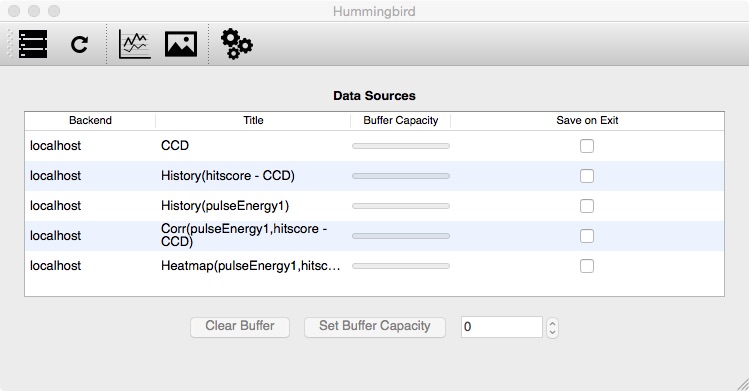 Hummingbird
Data Sources
Backend Title Buffer Capacity Save on Exit
localhost CCD
localhost History(hitscore - CCD)
localhost History(pulseEnergy1)
localhost Corr(pulseEnergy1,hitscore -
CCD)
localhost Heatmap(pulseEnergy1,hitsc...
Clear Buffer Set Buffer Capacity 0